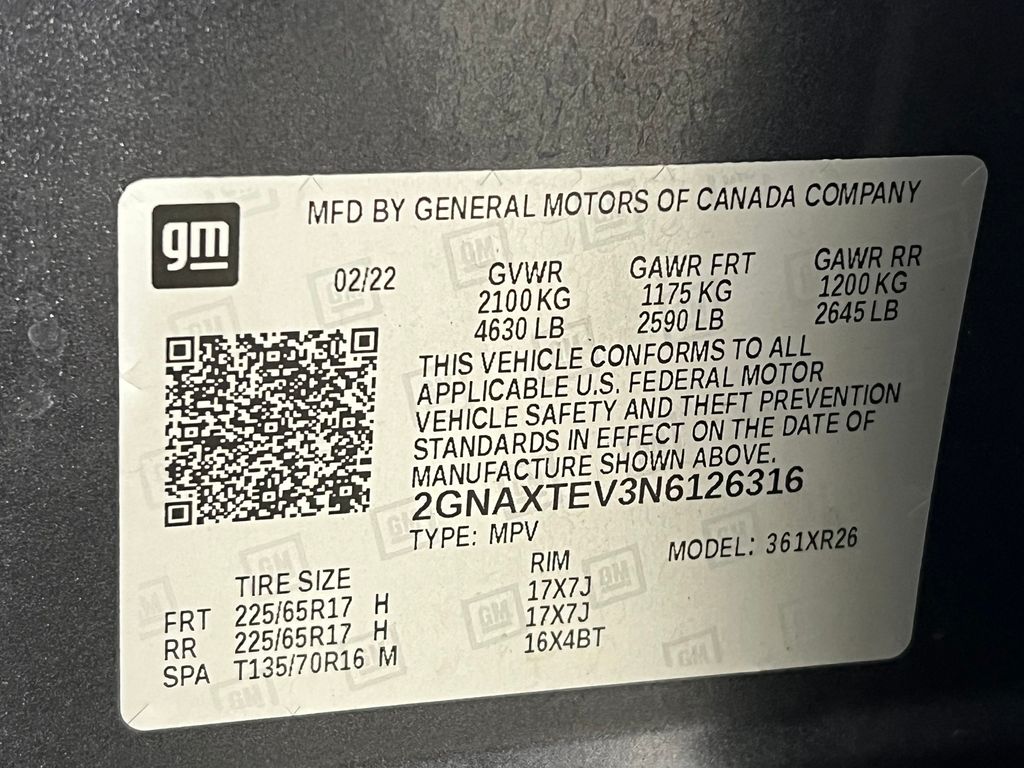 gm
MFD BY GENERAL MOTORS OF CANADA COMPANY
02/22
GVWR
2100 KG
4630 LB
GAWR FRT
1175 KG
2590 LB
GAWR RR
1200 KG
2645 LB
THIS VEHICLE CONFORMS TO ALL
APPLICABLE U.S. FEDERAL MOTOR
VEHICLE SAFETY AND THEFT PREVENTION
STANDARDS IN EFFECT ON THE DATE OF
MANUFACTURE SHOWN ABOVE.
2GNAXTEV3N6126316
TYPE: MPV
MODEL: 361XR26
TIRE SIZE RIM
FRT 225/65R17 H 17X7J
RR 225/65R17 H 17X7J
SPA T135/70R16 M 16X4BT